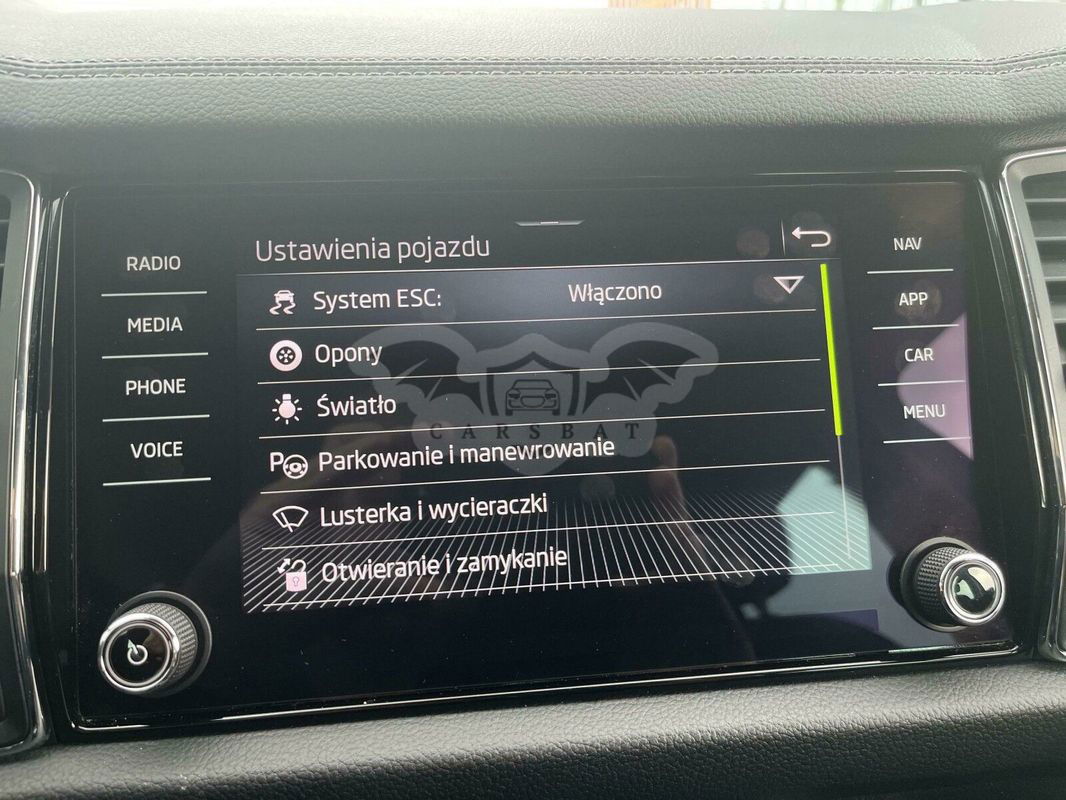 RADIO
MEDIA
PHONE
VOICE
Ustawienia pojazdu
System ESC: Włączono
Opony
Światło
Parkowanie i manewrowanie
Lusterka i wycieraczki
Otwieranie i zamykanie
NAV
APP
CAR
MENU
CARSBAT